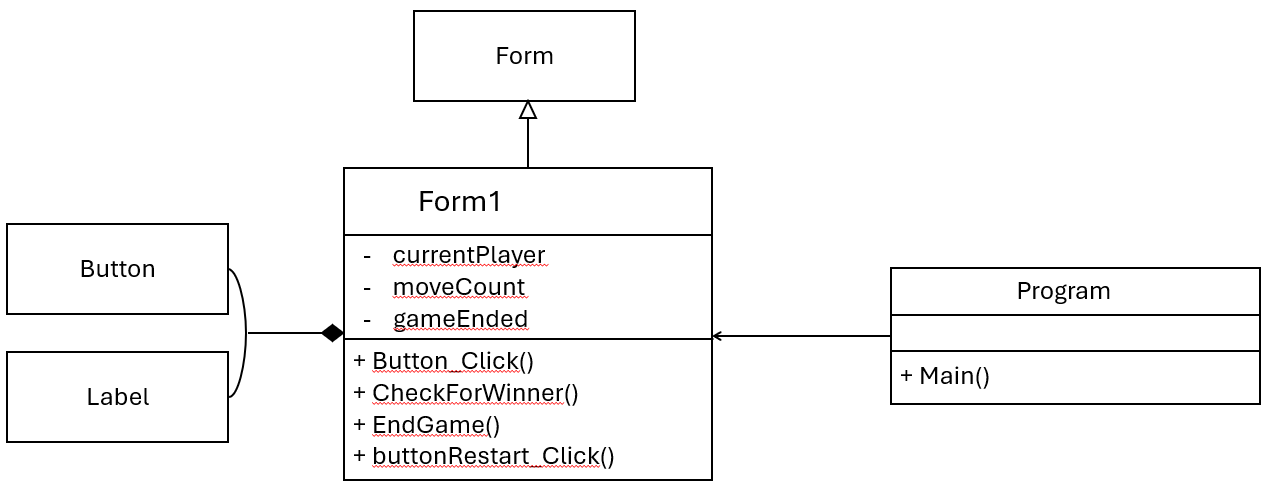 Form
Form1
- currentPlayer
- moveCount
- gameEnded
+ Button_Click()
+ CheckForWinner()
+ EndGame()
+ buttonRestart_Click()
Button
Label
Program
+ Main()